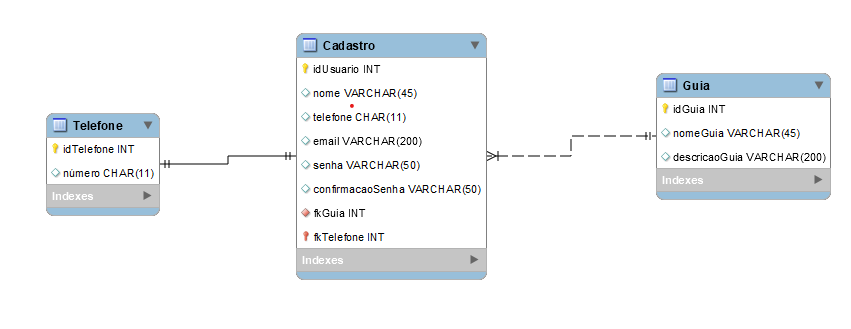 Telefone
idTelefone INT
número CHAR(11)
Indexes
Cadastro
idUsuario INT
nome VARCHAR(45)
telefone CHAR(11)
email VARCHAR(200)
senha VARCHAR(50)
confirmacaoSenha VARCHAR(50)
fkGuia INT
fkTelefone INT
Indexes
Guia
idGuia INT
nomeGuia VARCHAR(45)
descricaoGuia VARCHAR(200)
Indexes